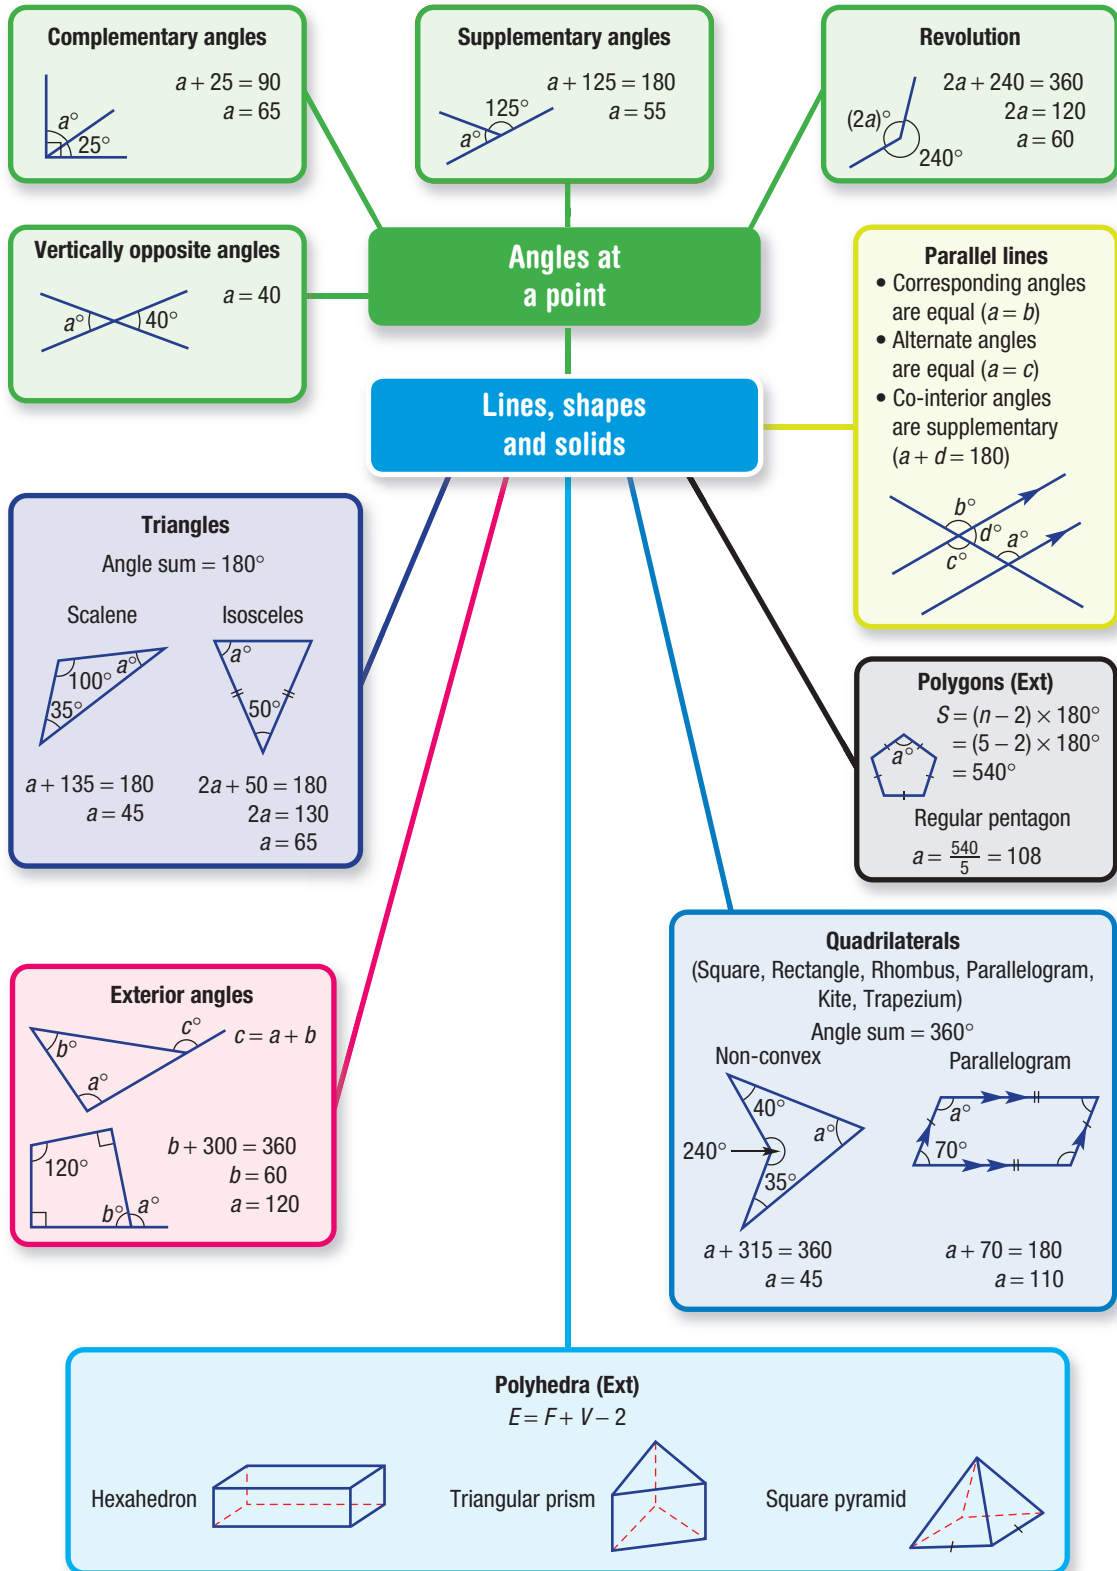 Complementary angles
a + 25 = 90
a = 65
a°
25°
Supplementary angles
a + 125 = 180
a = 55
125°
a°
Revolution
2a + 240 = 360
2a = 120
a = 60
(2a)°
240°
Vertically opposite angles
a = 40
a°
40°
Angles at
a point
Lines, shapes
and solids
Parallel lines
• Corresponding angles
are equal (a = b)
• Alternate angles
are equal (a = c)
• Co-interior angles
are supplementary
(a + d = 180)
b°
d°
a°
c°
Triangles
Angle sum = 180°
Scalene
100°
a°
35°
a + 135 = 180
a = 45
Isosceles
a°
50°
2a + 50 = 180
2a = 130
a = 65
Polygons (Ext)
S = (n − 2) × 180°
= (5 − 2) × 180°
= 540°
a°
Regular pentagon
a = 540/5 = 108
Exterior angles
c°
c = a + b
b°
a°
120°
b°
a°
b + 300 = 360
b = 60
a = 120
Quadrilaterals
(Square, Rectangle, Rhombus, Parallelogram,
Kite, Trapezium)
Angle sum = 360°
Non-convex
40°
a°
240°
35°
a + 315 = 360
a = 45
Parallelogram
a°
70°
a + 70 = 180
a = 110
Polyhedra (Ext)
E = F + V − 2
Hexahedron
Triangular prism
Square pyramid